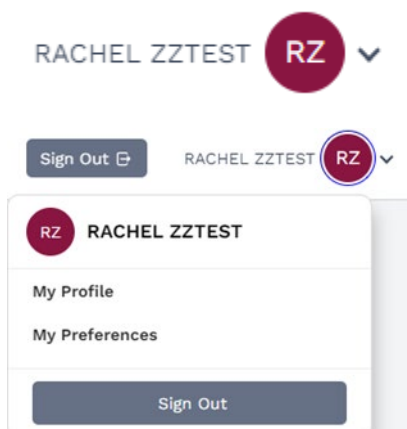 RACHEL ZZTEST RZ
Sign Out RACHEL ZZTEST RZ
RZ RACHEL ZZTEST
My Profile
My Preferences
Sign Out